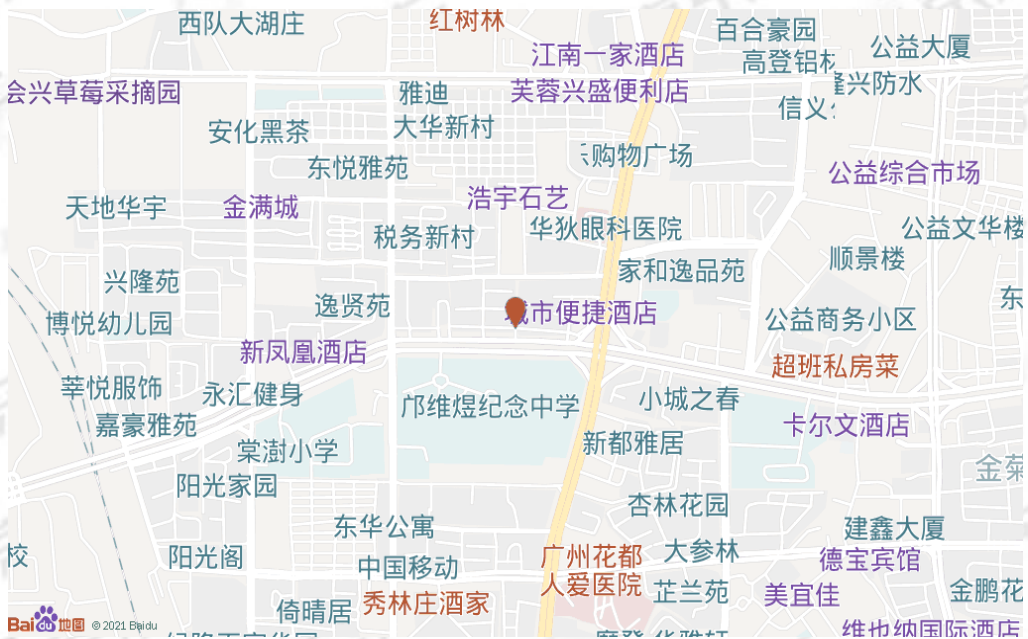 西队大湖庄
红树林
百合豪园
江南一家酒店
公益大厦
高登铝材
会兴草莓采摘园
雅迪
芙蓉兴盛便利店
隆兴防水
信义
安化黑茶
大华新村
东悦雅苑
购物广场
公益综合市场
天地华宇
金满城
浩宇石艺
税务新村
华狄眼科医院
公益文华楼
兴隆苑
家和逸品苑
顺景楼
东
逸贤苑
城市便捷酒店
博悦幼儿园
公益商务小区
新凤凰酒店
超班私房菜
莘悦服饰
永汇健身
邝维煜纪念中学
小城之春
嘉豪雅苑
卡尔文酒店
棠澍小学
新都雅居
金菊
阳光家园
杏林花园
东华公寓
建鑫大厦
校
阳光阁
中国移动
广州花都
人爱医院
大参林
德宝宾馆
芷兰苑
美宜佳
金鹏花
倚晴居
秀林庄酒家
维也纳国际酒店
Bai du 地图 © 2021 Baidu